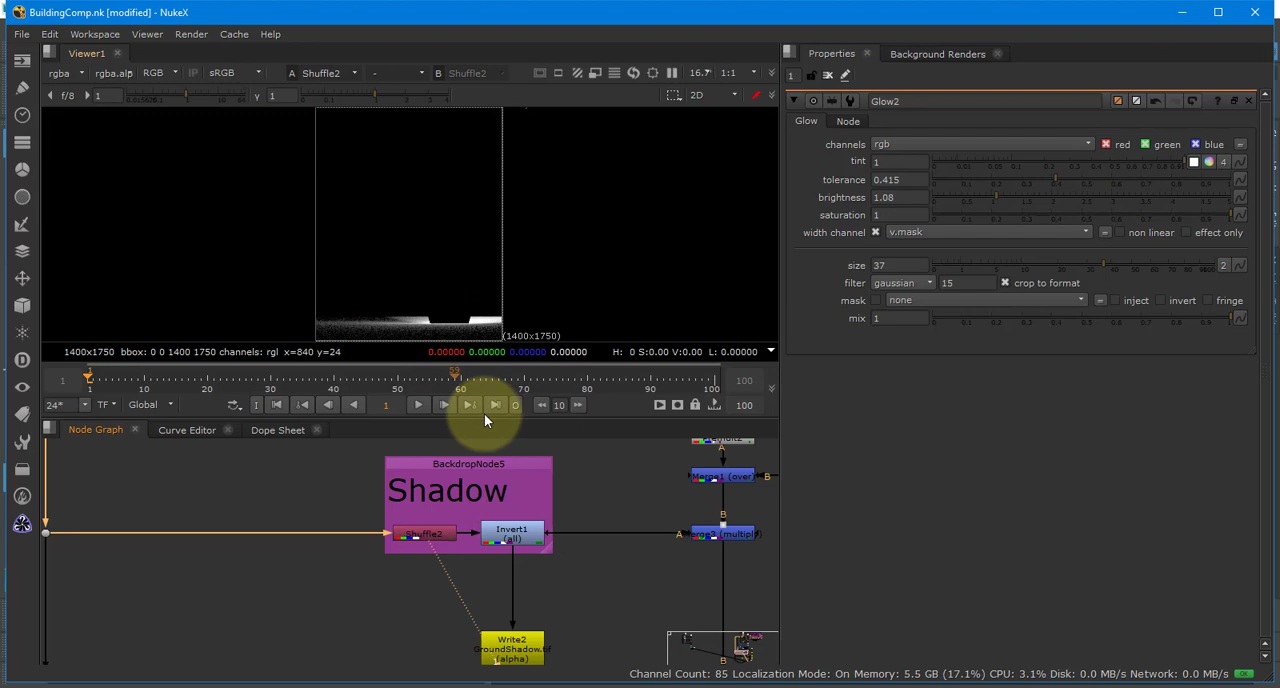 BuildingComp.nk [modified] - NukeX
File Edit Workspace Viewer Render Cache Help
Viewer1
rgba rgba.alp RGB IP sRGB A Shuffle2 - B Shuffle2 16.7 1:1
f/8 1 y 1 2D
(1400x1750)
1400x1750 bbox: 0 0 1400 1750 channels: rgl x=840 y=24 0.00000 0.00000 0.00000 0.00000 H: 0 S:0.00 V:0.00 L: 0.00000
1 1 59 100
1 10 20 30 40 50 60 70 80 90 100
24* TF Global 1 10 100
Node Graph Curve Editor Dope Sheet
BackdropNode5
Shadow
Shuffle2
Invert1
(all)
Merge1 (over)
A
B
Write2
GroundShadow.tif
(alpha)
Properties Background Renders
1
Glow2
Glow Node
channels rgb red green blue =
tint 1 4
tolerance 0.415
brightness 1.08
saturation 1
width channel v.mask = non linear effect only
size 37 2
filter gaussian 15 crop to format
mask none = inject invert fringe
mix 1
Channel Count: 85 Localization Mode: On Memory: 5.5 GB (17.1%) CPU: 3.1% Disk: 0.0 MB/s Network: 0.0 MB/s